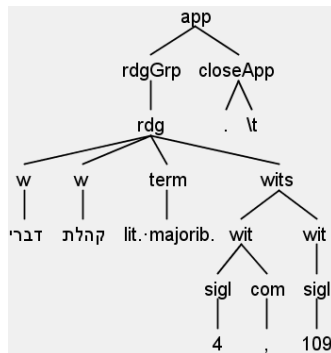 app
rdgGrp closeApp
rdg . \t
w w term wits
דברי קהלת lit.·majorib. wit wit
sigl com sigl
4 , 109